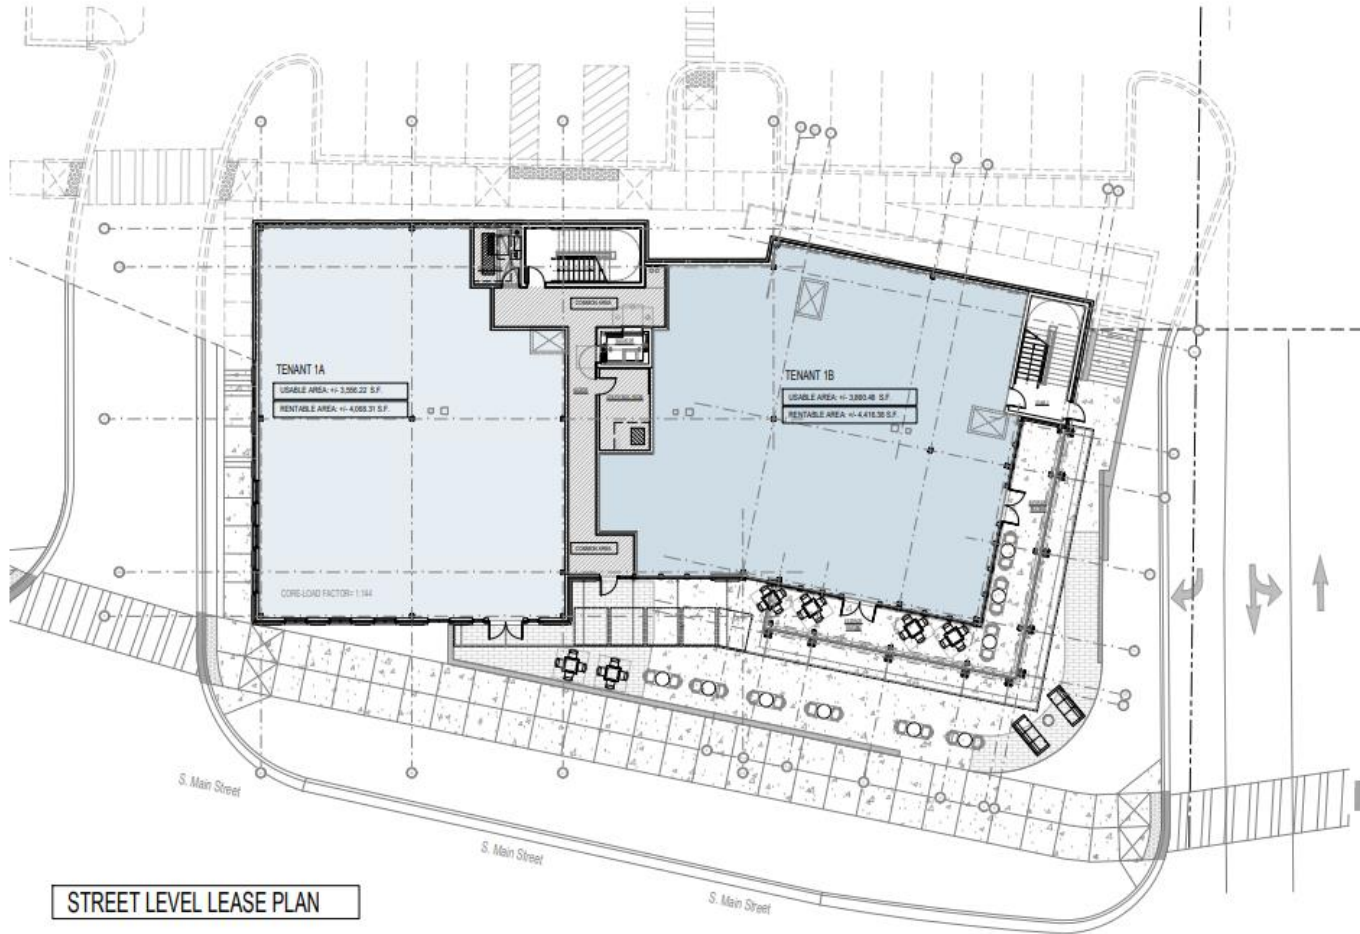 COMMON AREA
TENANT 1A
USABLE AREA: +/- 3,556.22 S.F.
RENTABLE AREA: +/- 4,068.31 S.F.
TENANT 1B
USABLE AREA: +/- 3,860.48 S.F.
RENTABLE AREA: +/- 4,416.38 S.F.
COMMON AREA
CORE-LOAD FACTOR= 1.144
S. Main Street
S. Main Street
S. Main Street
STREET LEVEL LEASE PLAN